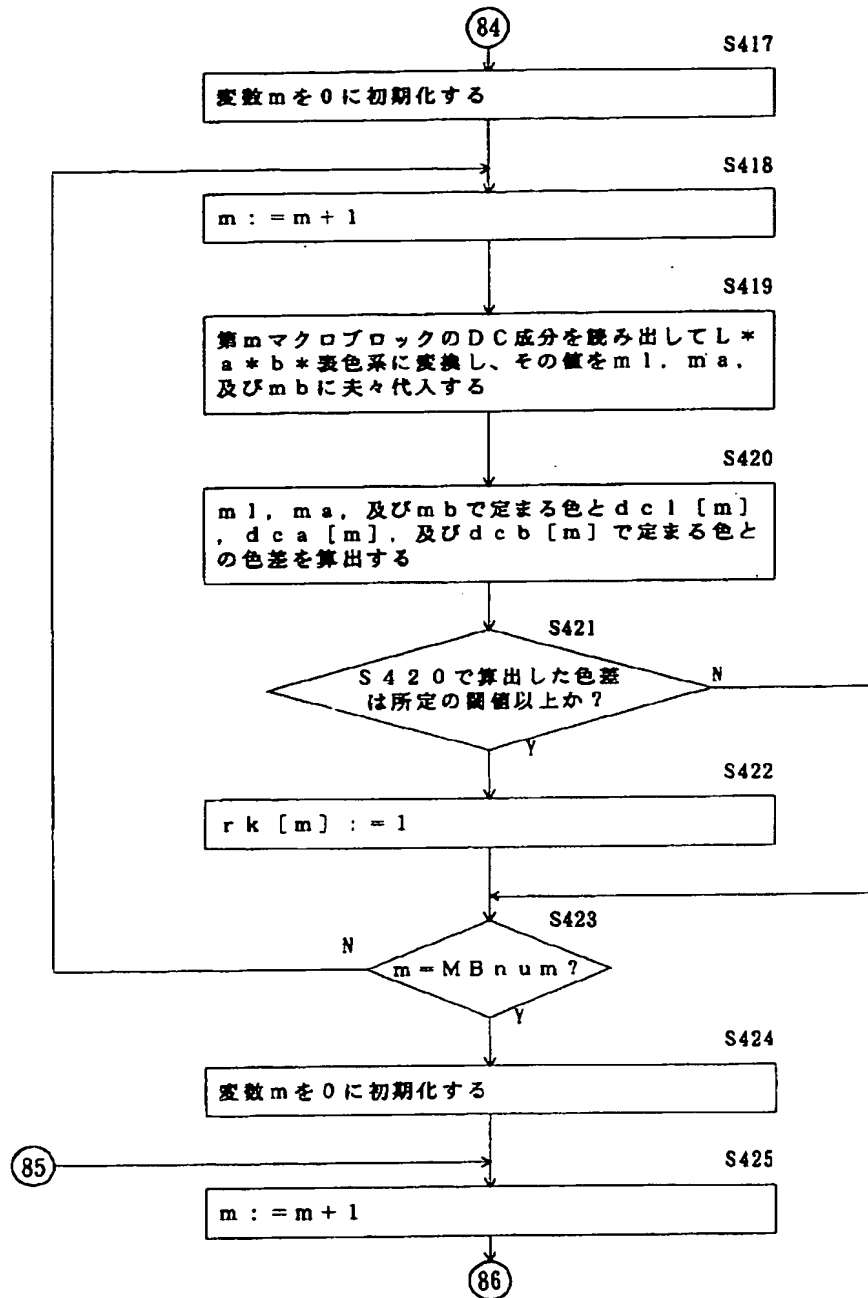 84
S417
変数mを0に初期化する
S418
m:=m+1
S419
第mマクロブロックのDC成分を読み出してL*
a*b*表色系に変換し、その値をml,ma,
及びmbに夫々代入する
S420
ml,ma,及びmbで定まる色とdcl[m]
,dca[m],及びdcb[m]で定まる色と
の色差を算出する
S421
S420で算出した色差
は所定の閾値以上か?
N
Y
S422
rk[m]:=1
S423
N
m=MBnum?
Y
S424
変数mを0に初期化する
85
S425
m:=m+1
86